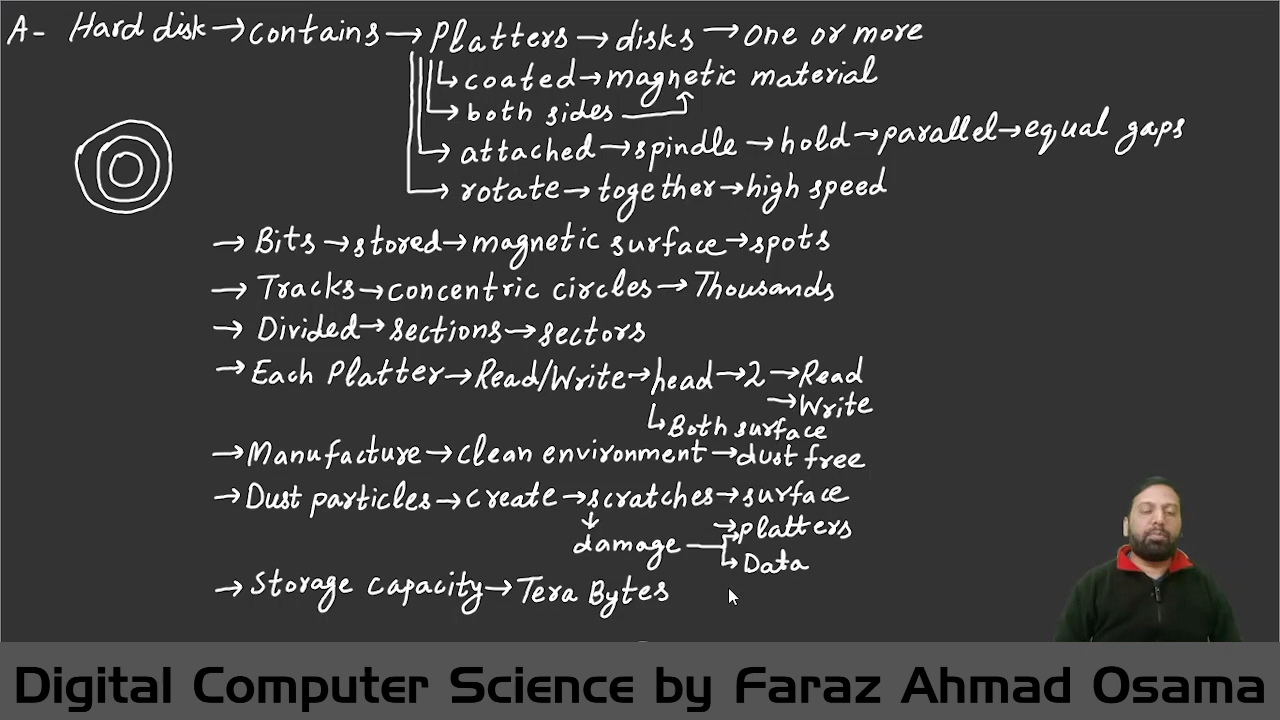 A- Hard disk → contains → Platters → disks → one or more
↳ coated → magnetic material
↳ both sides
↳ attached → spindle → hold → parallel → equal gaps
↳ rotate → together → high speed
→ Bits → stored → magnetic surface → spots
→ Tracks → concentric circles → Thousands
→ Divided → sections → sectors
→ Each Platter → Read/Write → head → 2 → Read
→ Write
↳ Both surface
→ Manufacture → clean environment → dust free
→ Dust particles → create → scratches → surface
→ platters
↓ damage
↳ Data
→ Storage capacity → Tera Bytes
Digital Computer Science by Faraz Ahmad Osama